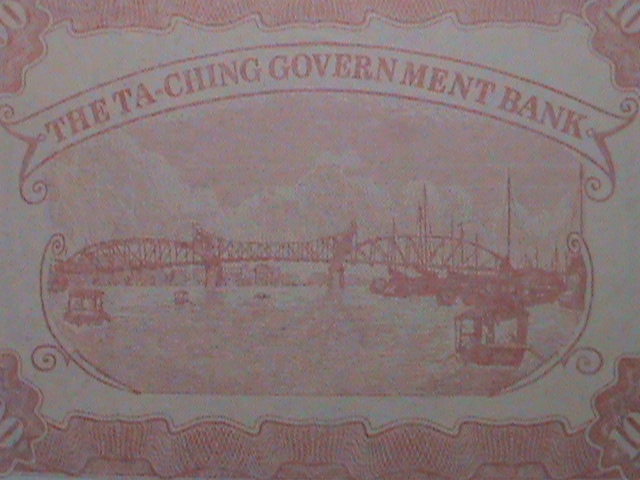 THE TA-CHING GOVERNMENT BANK